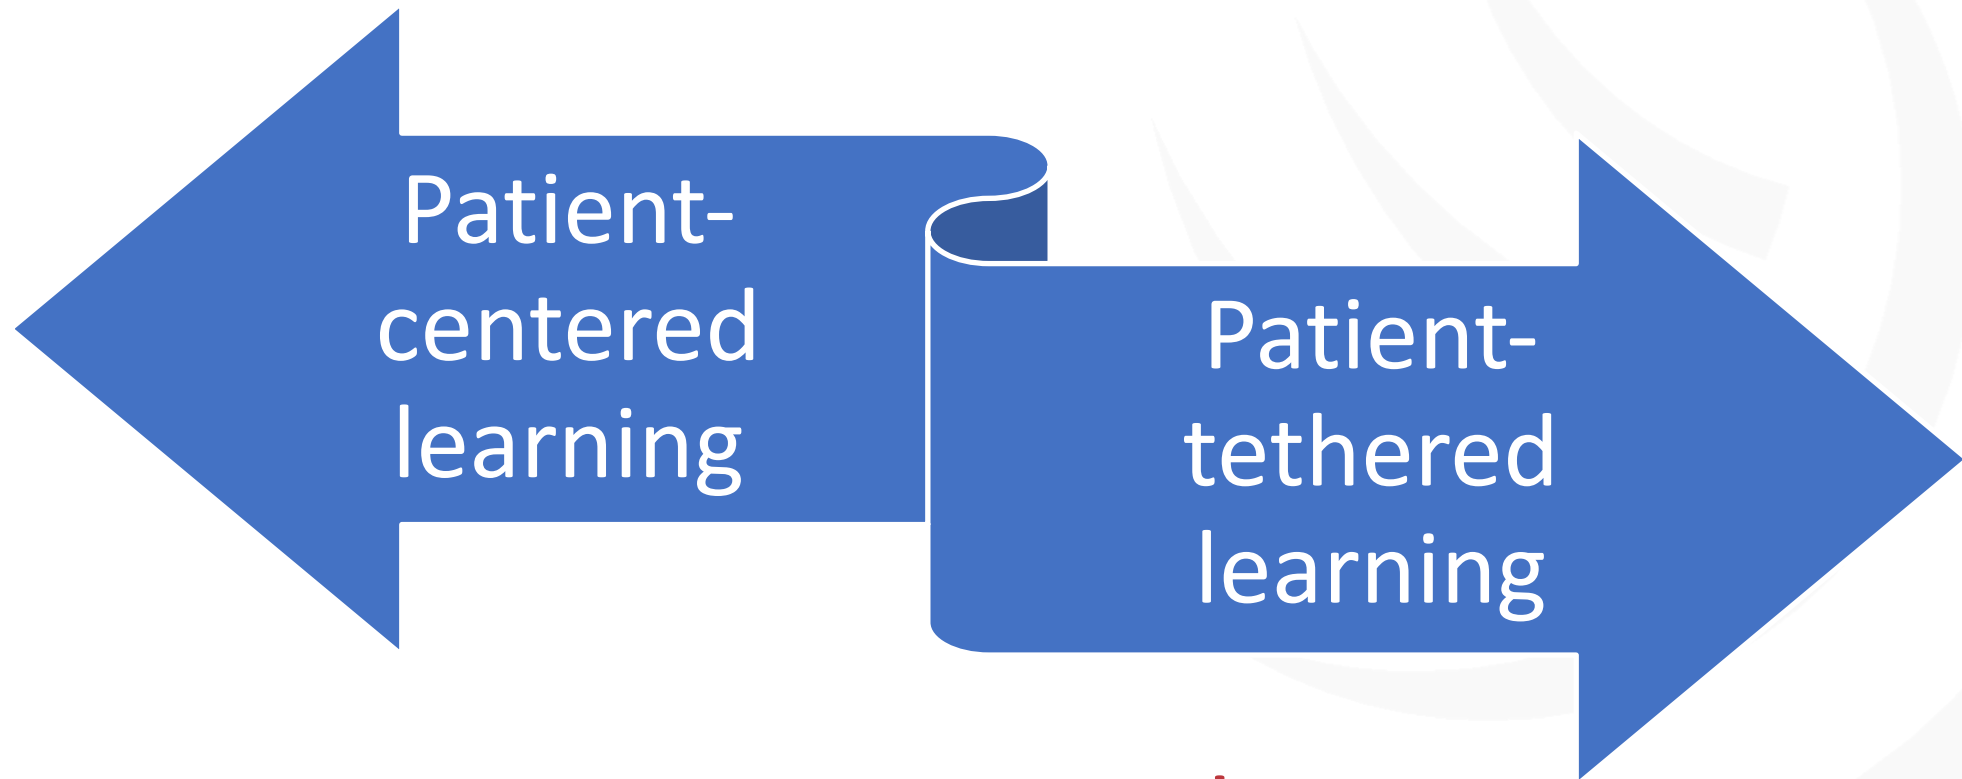 Patient-
centered
learning
Patient-
tethered
learning